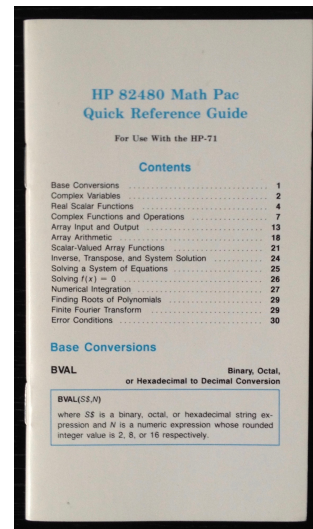 HP 82480 Math Pac
Quick Reference Guide
For Use With the HP-71
Contents
Base Conversions . . . . . . . . . . . . . . . . . . . . . . . . . . . . 1
Complex Variables . . . . . . . . . . . . . . . . . . . . . . . . . . . . 2
Real Scalar Functions . . . . . . . . . . . . . . . . . . . . . . . . . . 4
Complex Functions and Operations . . . . . . . . . . . . . . . . . 7
Array Input and Output . . . . . . . . . . . . . . . . . . . . . . . . . 13
Array Arithmetic . . . . . . . . . . . . . . . . . . . . . . . . . . . . . 18
Scalar-Valued Array Functions . . . . . . . . . . . . . . . . . . . . 21
Inverse, Transpose, and System Solution . . . . . . . . . . . . 24
Solving a System of Equations . . . . . . . . . . . . . . . . . . . . 25
Solving f(x) = 0 . . . . . . . . . . . . . . . . . . . . . . . . . . . . . 26
Numerical Integration . . . . . . . . . . . . . . . . . . . . . . . . . . 27
Finding Roots of Polynomials . . . . . . . . . . . . . . . . . . . . . 29
Finite Fourier Transform . . . . . . . . . . . . . . . . . . . . . . . . 29
Error Conditions . . . . . . . . . . . . . . . . . . . . . . . . . . . . . 30
Base Conversions
BVAL Binary, Octal,
or Hexadecimal to Decimal Conversion
BVAL(S$,N)
where S$ is a binary, octal, or hexadecimal string ex-
pression and N is a numeric expression whose rounded
integer value is 2, 8, or 16 respectively.